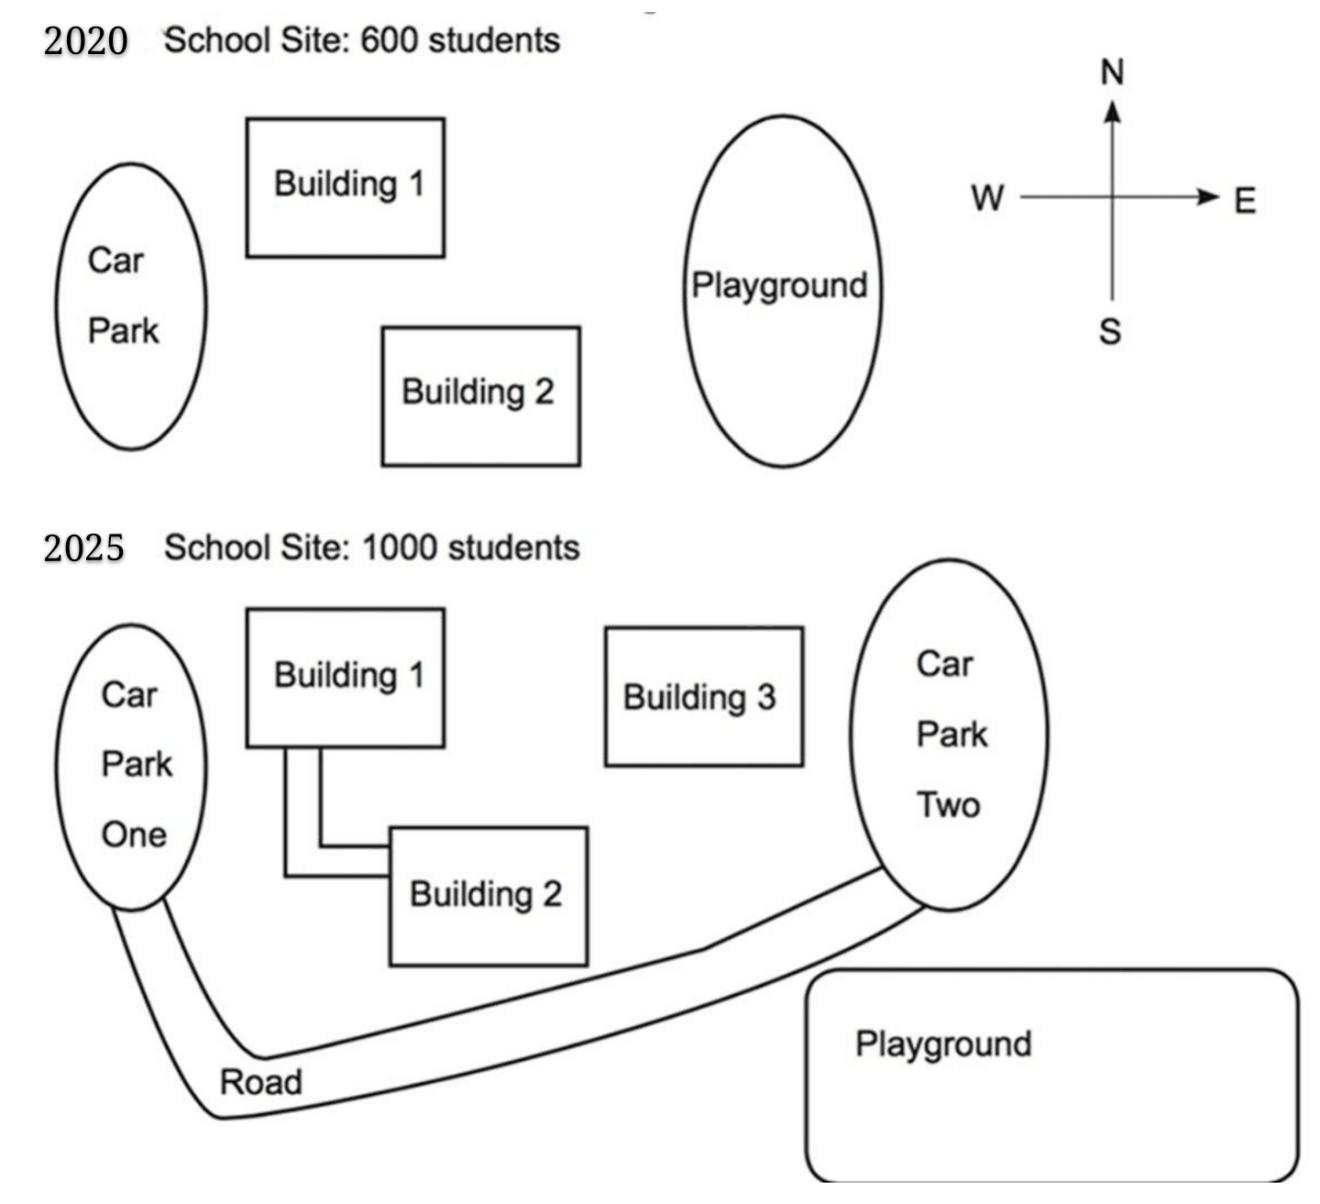 2020 School Site: 600 students
N
Building 1
W E
Car
Park
Playground
S
Building 2
2025 School Site: 1000 students
Building 1
Building 3
Car
Park
Two
Car
Park
One
Building 2
Road
Playground